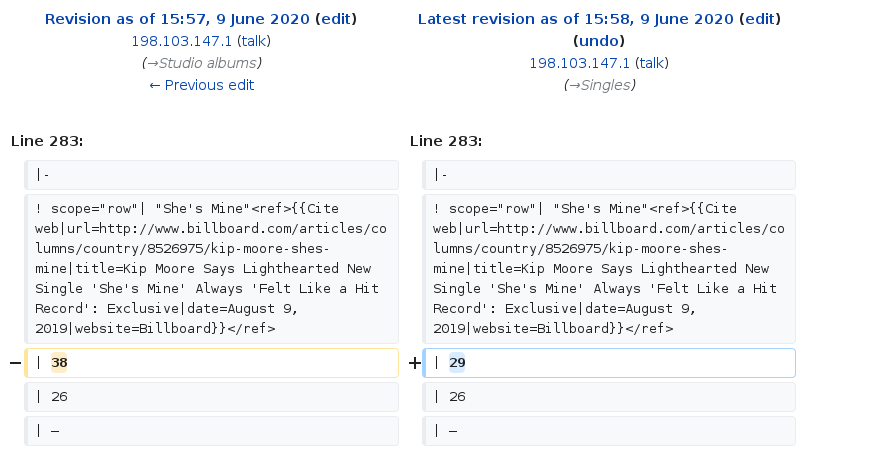 Revision as of 15:57, 9 June 2020 (edit)
198.103.147.1 (talk)
(→Studio albums)
← Previous edit
Latest revision as of 15:58, 9 June 2020 (edit)
(undo)
198.103.147.1 (talk)
(→Singles)
Line 283:
|-
! scope="row"| "She's Mine"<ref>{{Cite
web|url=http://www.billboard.com/articles/co
lumns/country/8526975/kip-moore-shes-
mine|title=Kip Moore Says Lighthearted New
Single 'She's Mine' Always 'Felt Like a Hit
Record': Exclusive|date=August 9,
2019|website=Billboard}}</ref>
− | 38
| 26
| —
Line 283:
|-
! scope="row"| "She's Mine"<ref>{{Cite
web|url=http://www.billboard.com/articles/co
lumns/country/8526975/kip-moore-shes-
mine|title=Kip Moore Says Lighthearted New
Single 'She's Mine' Always 'Felt Like a Hit
Record': Exclusive|date=August 9,
2019|website=Billboard}}</ref>
+ | 29
| 26
| —